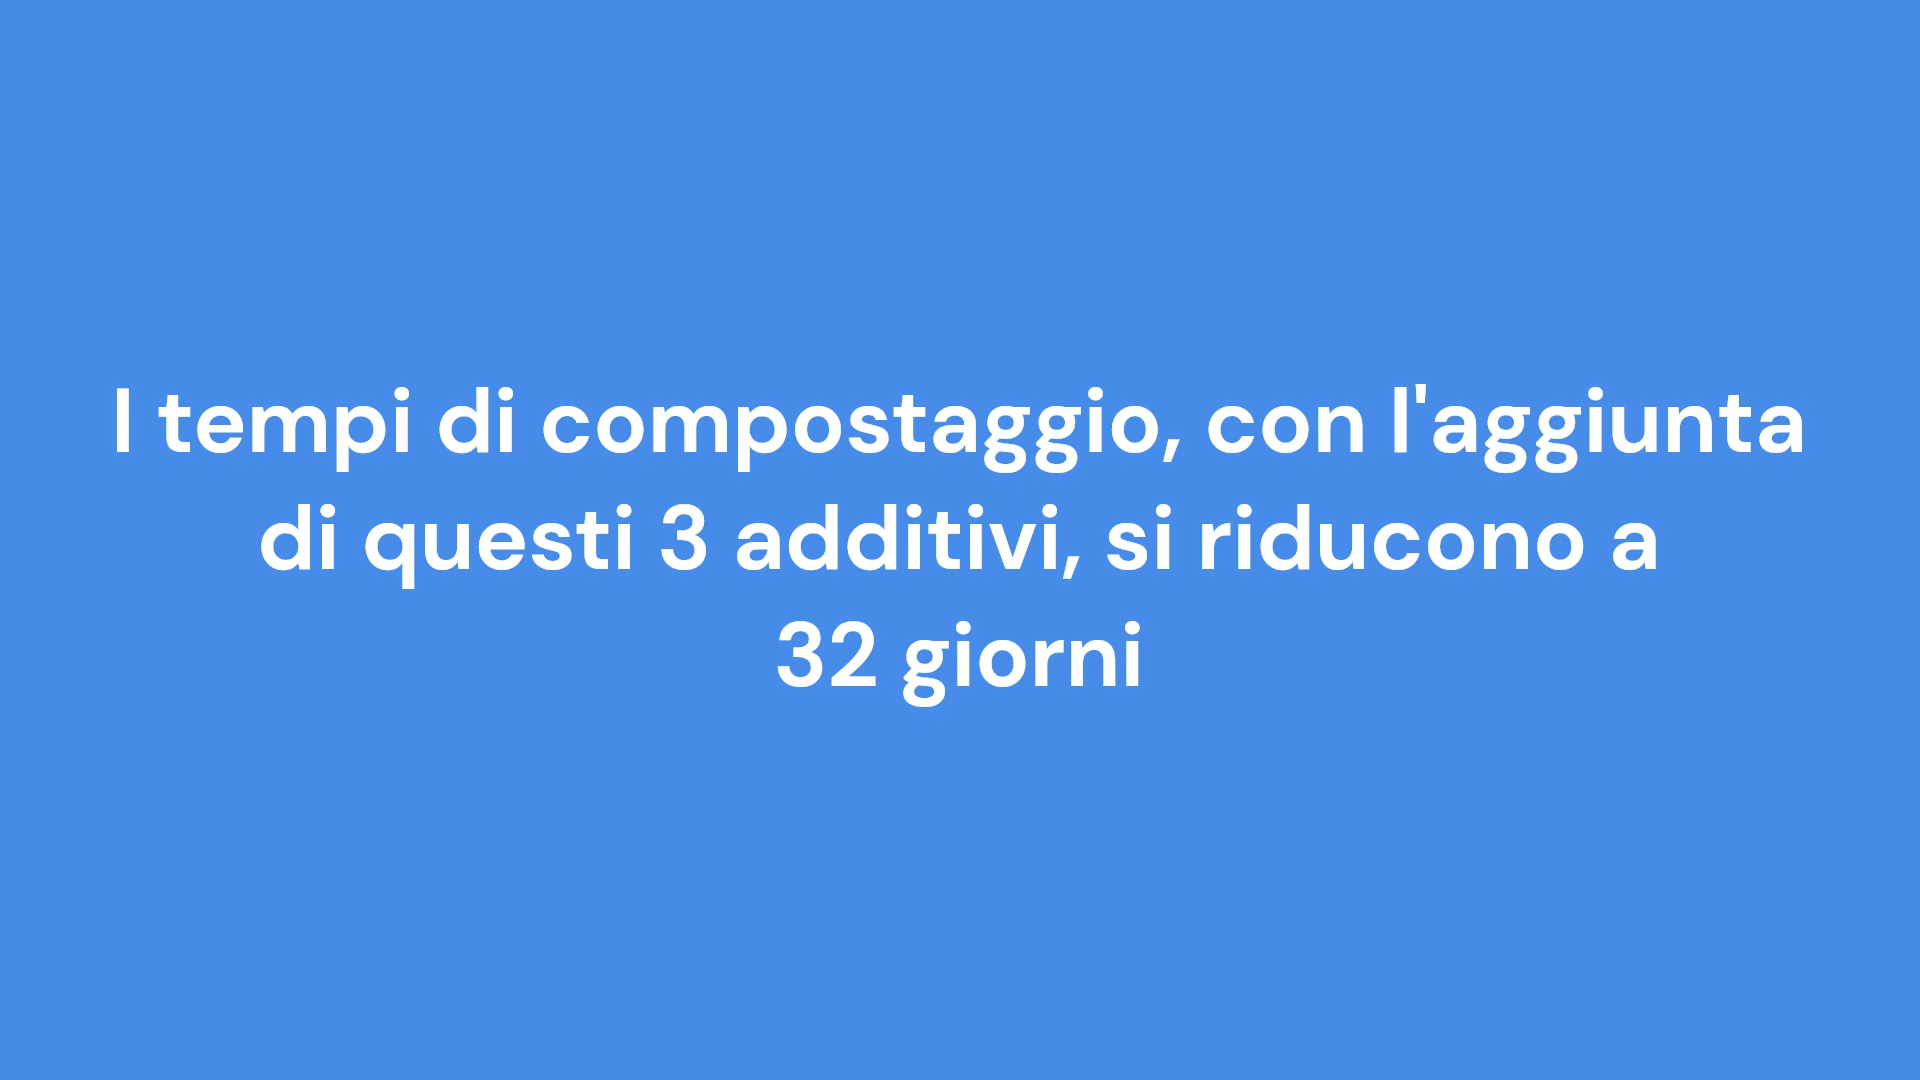 I tempi di compostaggio, con l'aggiunta
di questi 3 additivi, si riducono a
32 giorni